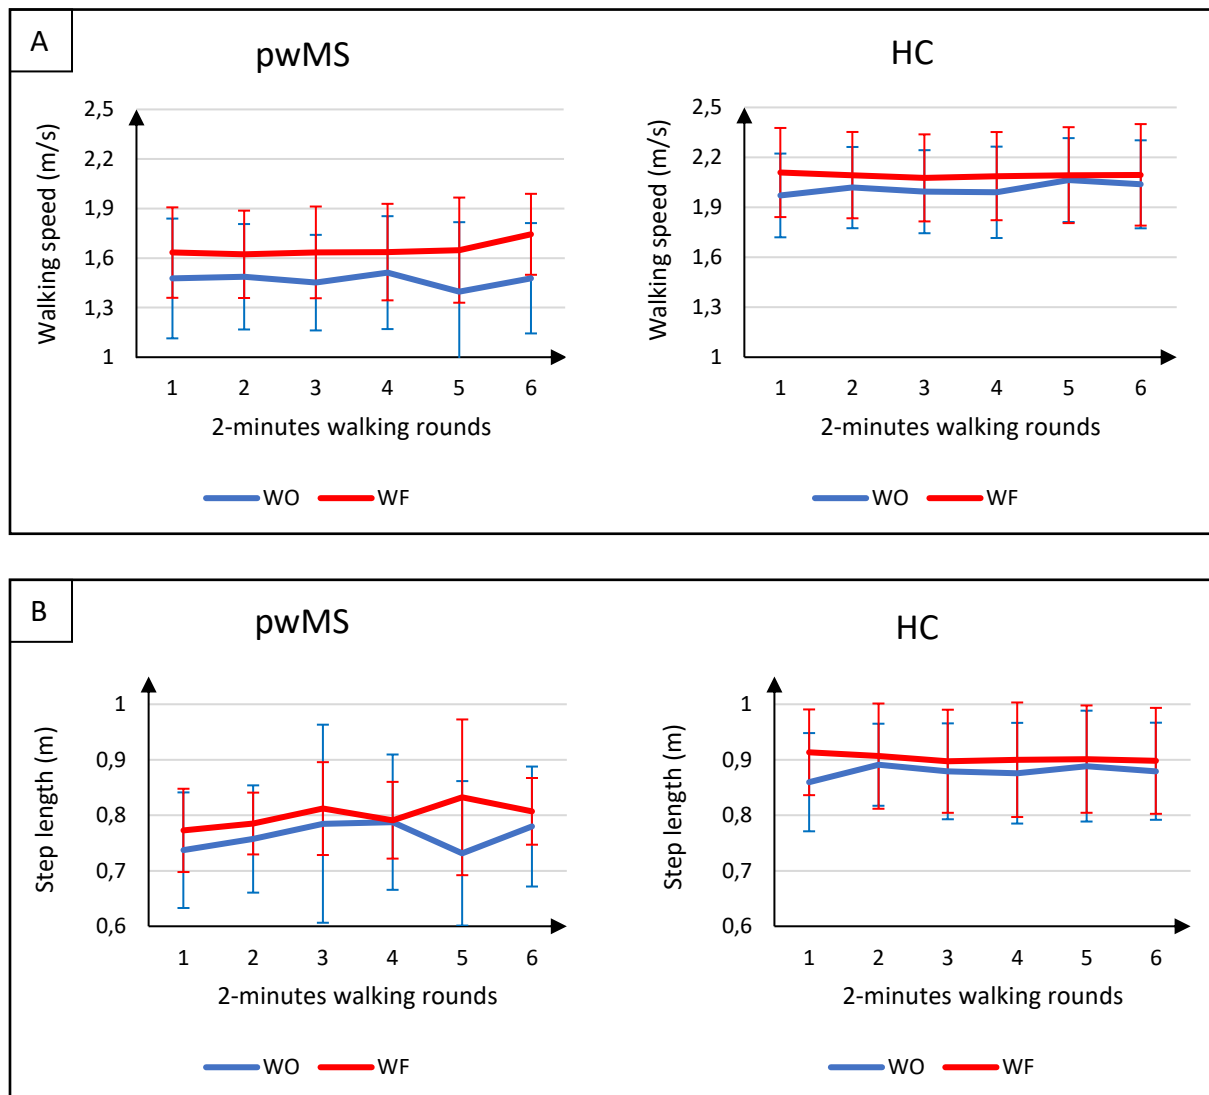 A
pwMS
HC
Walking speed (m/s)
2,5
2,2
1,9
1,6
1,3
1
1 2 3 4 5 6
2-minutes walking rounds
WO WF
Walking speed (m/s)
2,5
2,2
1,9
1,6
1,3
1
1 2 3 4 5 6
2-minutes walking rounds
WO WF
B
pwMS
HC
Step length (m)
1
0,9
0,8
0,7
0,6
1 2 3 4 5 6
2-minutes walking rounds
WO WF
Step length (m)
1
0,9
0,8
0,7
0,6
1 2 3 4 5 6
2-minutes walking rounds
WO WF